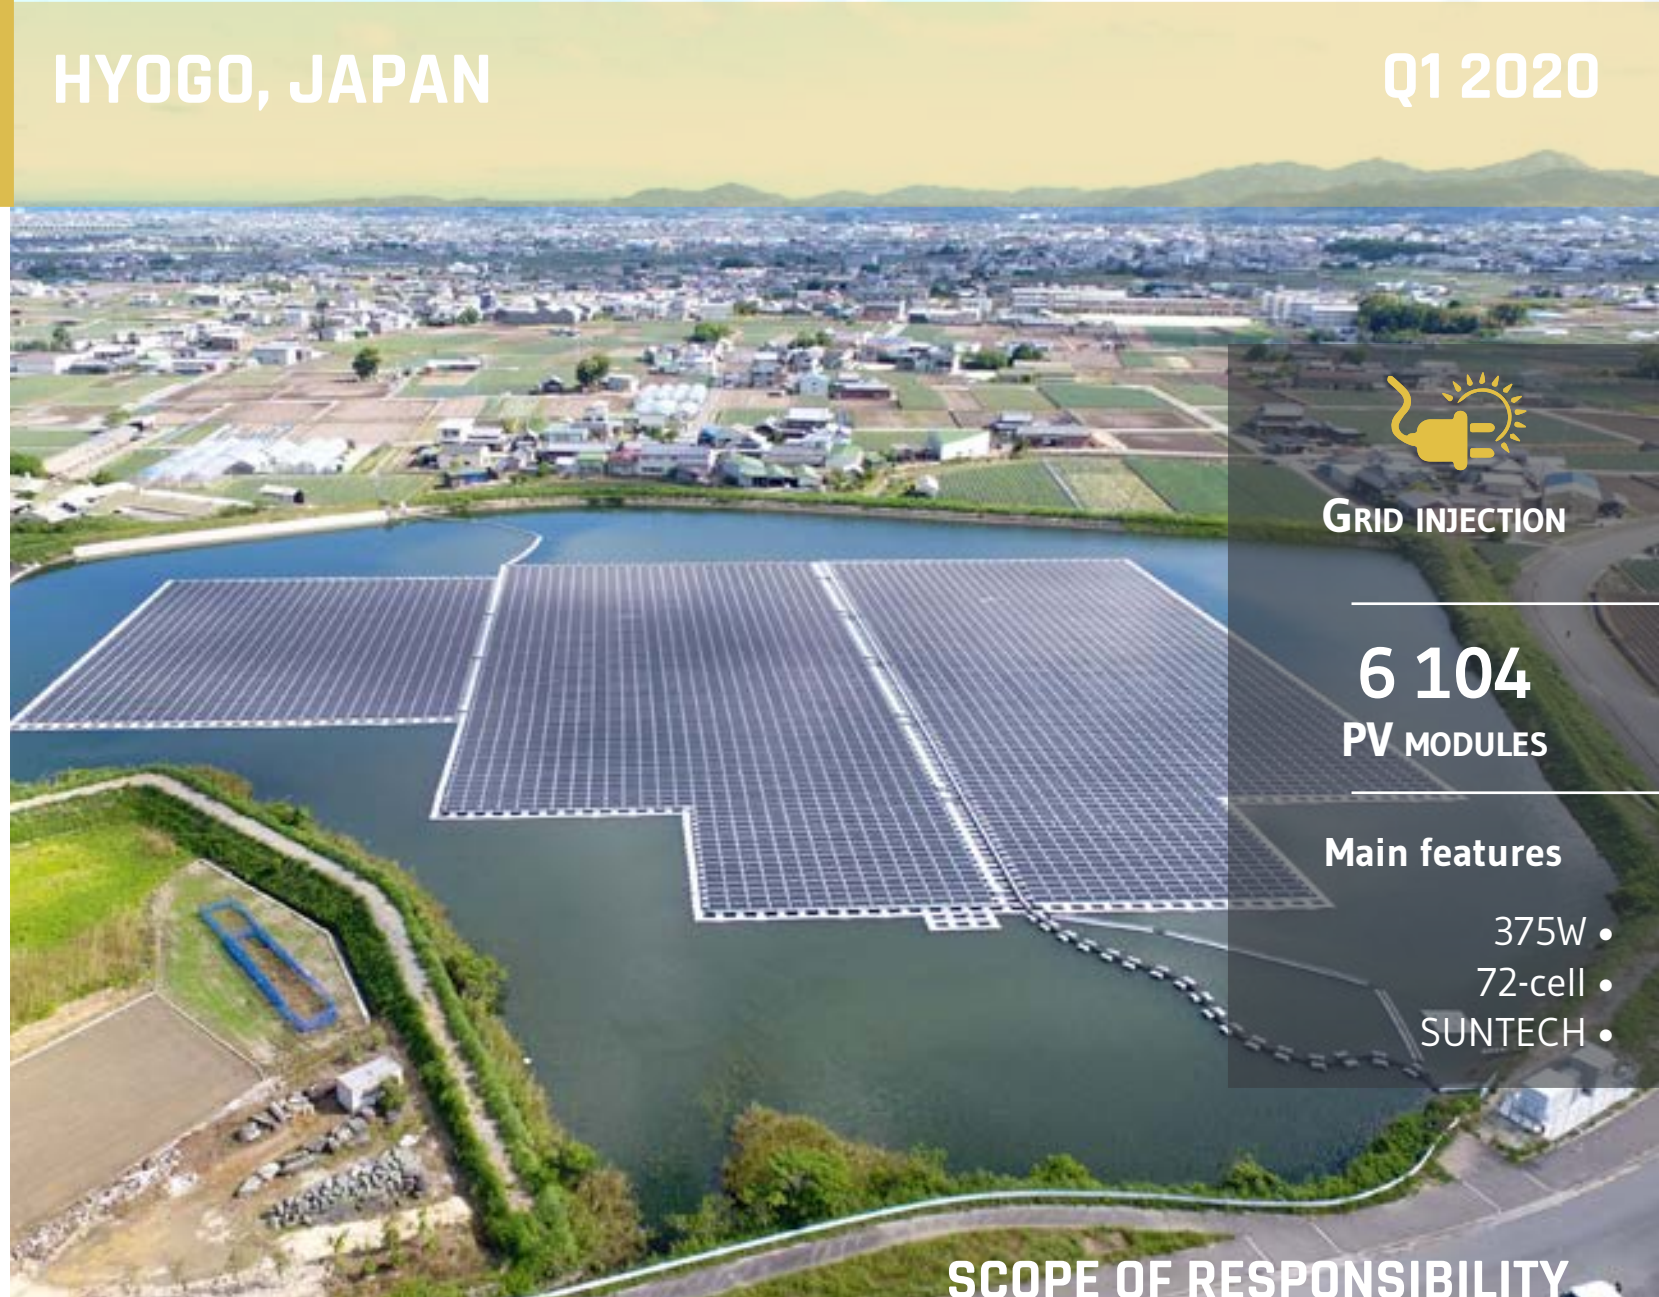 HYOGO, JAPAN
Q1 2020
GRID INJECTION
6 104
PV MODULES
Main features
375W •
72-cell •
SUNTECH •
SCOPE OF RESPONSIBILITY